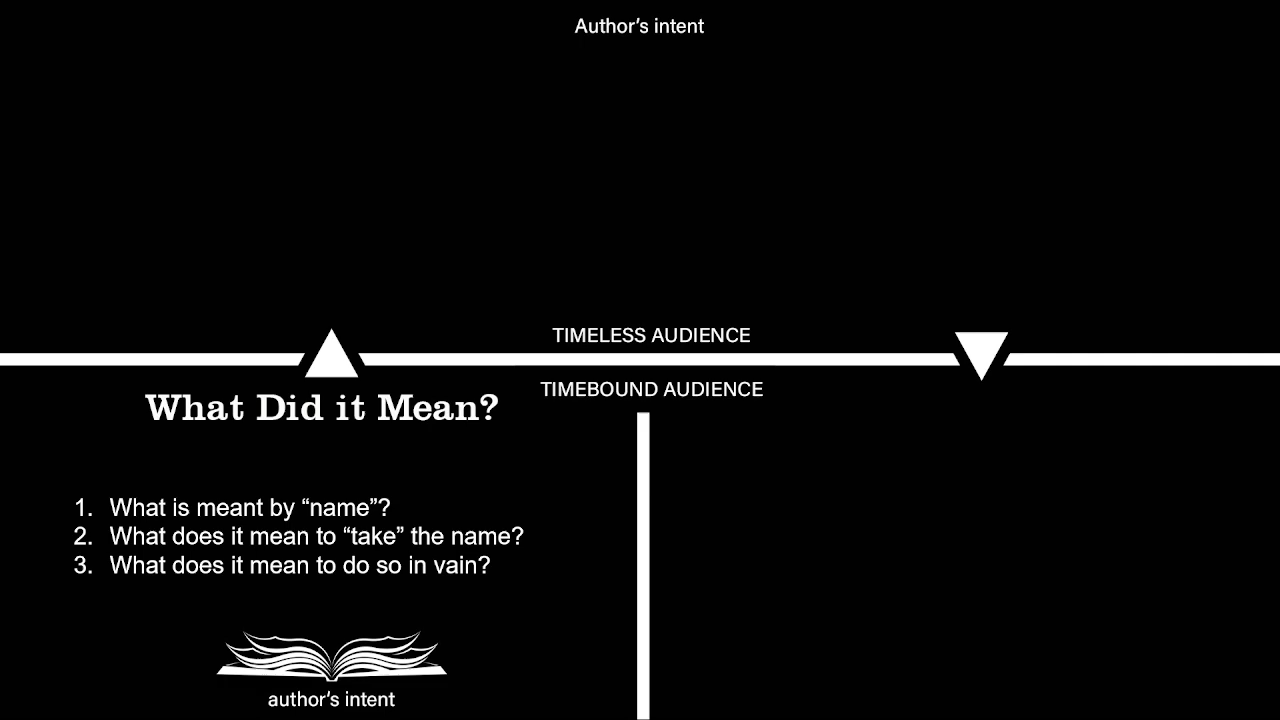 Author’s intent
TIMELESS AUDIENCE
TIMEBOUND AUDIENCE
What Did it Mean?
1. What is meant by “name”?
2. What does it mean to “take” the name?
3. What does it mean to do so in vain?
author’s intent